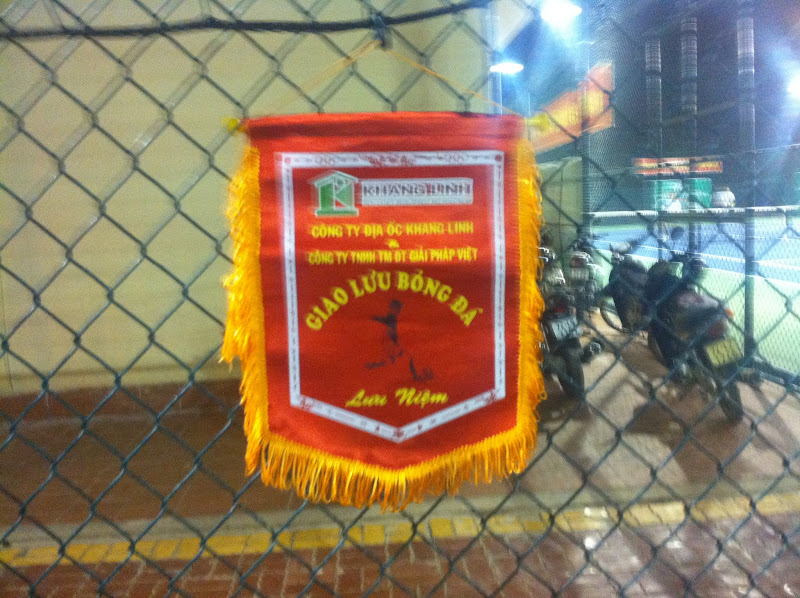 KHANG LINH
CÔNG TY ĐỊA ỐC KHANG LINH
&
CÔNG TY TNHH TM ĐT GIẢI PHÁP VIỆT
GIAO LƯU BÓNG ĐÁ
Lưu Niệm